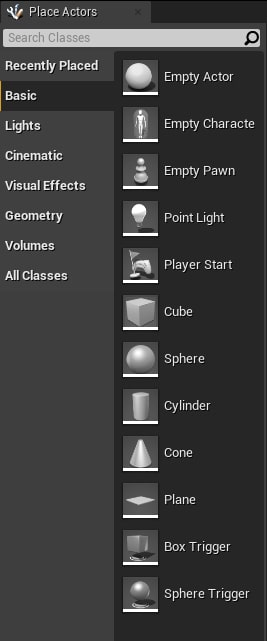 Place Actors
Search Classes
Recently Placed
Basic
Lights
Cinematic
Visual Effects
Geometry
Volumes
All Classes
Empty Actor
Empty Characte
Empty Pawn
Point Light
Player Start
Cube
Sphere
Cylinder
Cone
Plane
Box Trigger
Sphere Trigger